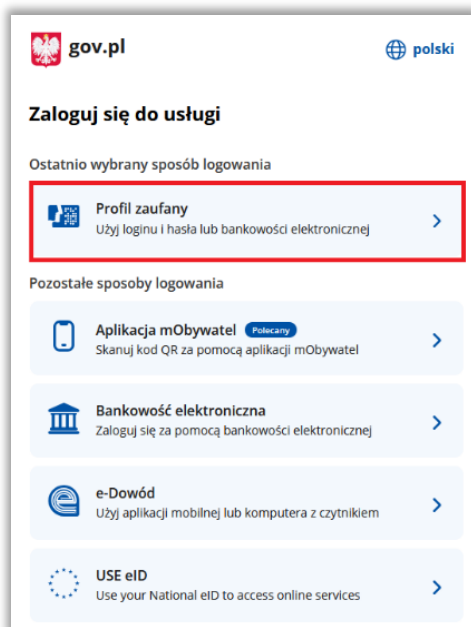 gov.pl
polski
Zaloguj się do usługi
Ostatnio wybrany sposób logowania
Profil zaufany
Użyj loginu i hasła lub bankowości elektronicznej
Pozostałe sposoby logowania
Aplikacja mObywatel Polecany
Skanuj kod QR za pomocą aplikacji mObywatel
Bankowość elektroniczna
Zaloguj się za pomocą bankowości elektronicznej
e-Dowód
Użyj aplikacji mobilnej lub komputera z czytnikiem
USE eID
Use your National eID to access online services